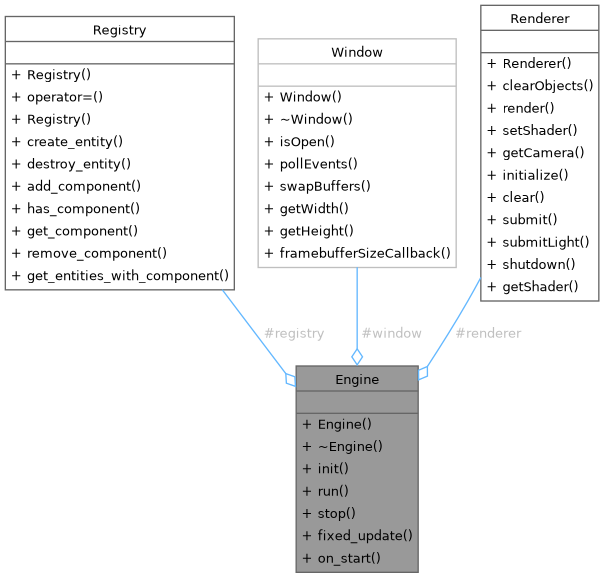 Registry
+ Registry()
+ operator=()
+ Registry()
+ create_entity()
+ destroy_entity()
+ add_component()
+ has_component()
+ get_component()
+ remove_component()
+ get_entities_with_component()
Window
+ Window()
+ ~Window()
+ isOpen()
+ pollEvents()
+ swapBuffers()
+ getWidth()
+ getHeight()
+ framebufferSizeCallback()
Renderer
+ Renderer()
+ clearObjects()
+ render()
+ setShader()
+ getCamera()
+ initialize()
+ clear()
+ submit()
+ submitLight()
+ shutdown()
+ getShader()
#registry
#window
#renderer
Engine
+ Engine()
+ ~Engine()
+ init()
+ run()
+ stop()
+ fixed_update()
+ on_start()